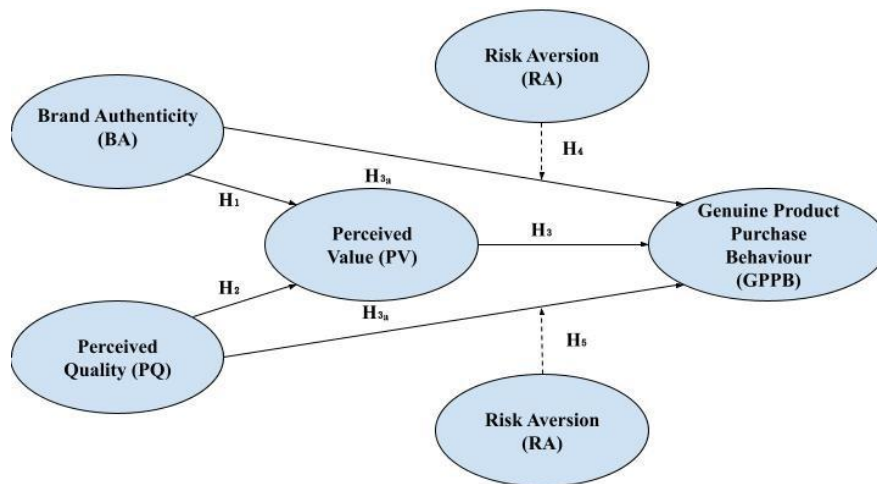 Risk Aversion
(RA)
Brand Authenticity
(BA)
H4
H3a
H1
Perceived
Value (PV)
H3
Genuine Product
Purchase
Behaviour
(GPPB)
H2
H3a
Perceived
Quality (PQ)
H5
Risk Aversion
(RA)